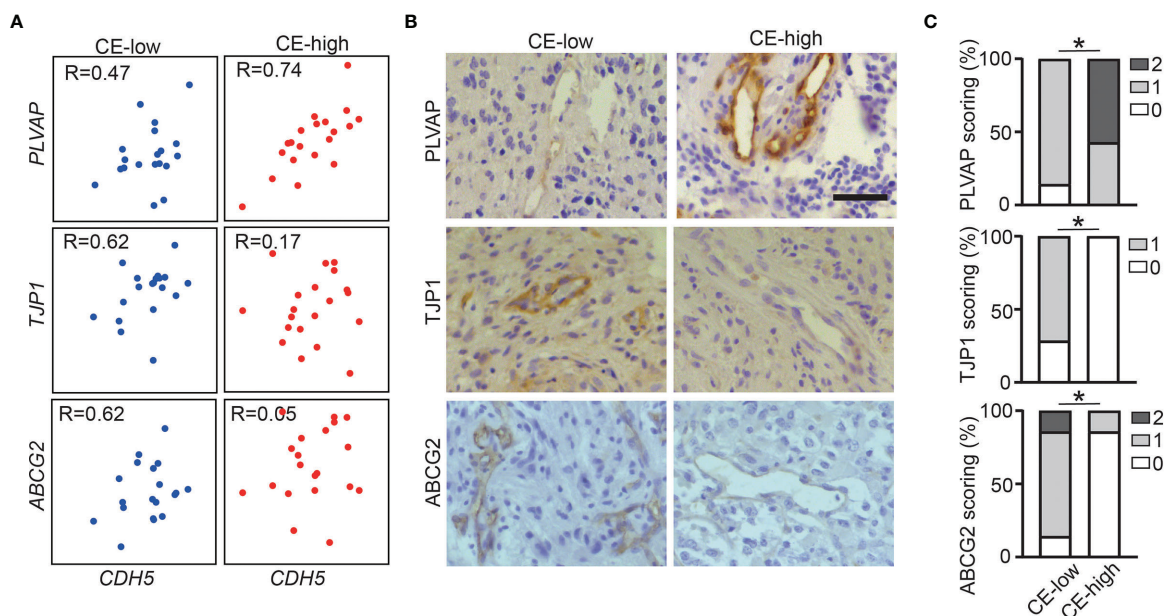 A
CE-low
CE-high
PLVAP
R=0.47
R=0.74
TJP1
R=0.62
R=0.17
ABCG2
R=0.62
R=0.05
CDH5
CDH5
B
CE-low
CE-high
PLVAP
TJP1
ABCG2
C
PLVAP scoring (%)
100
50
0
*
2
1
0
TJP1 scoring (%)
100
0
*
1
0
ABCG2 scoring (%)
100
50
0
*
2
1
0
CE-low
CE-high